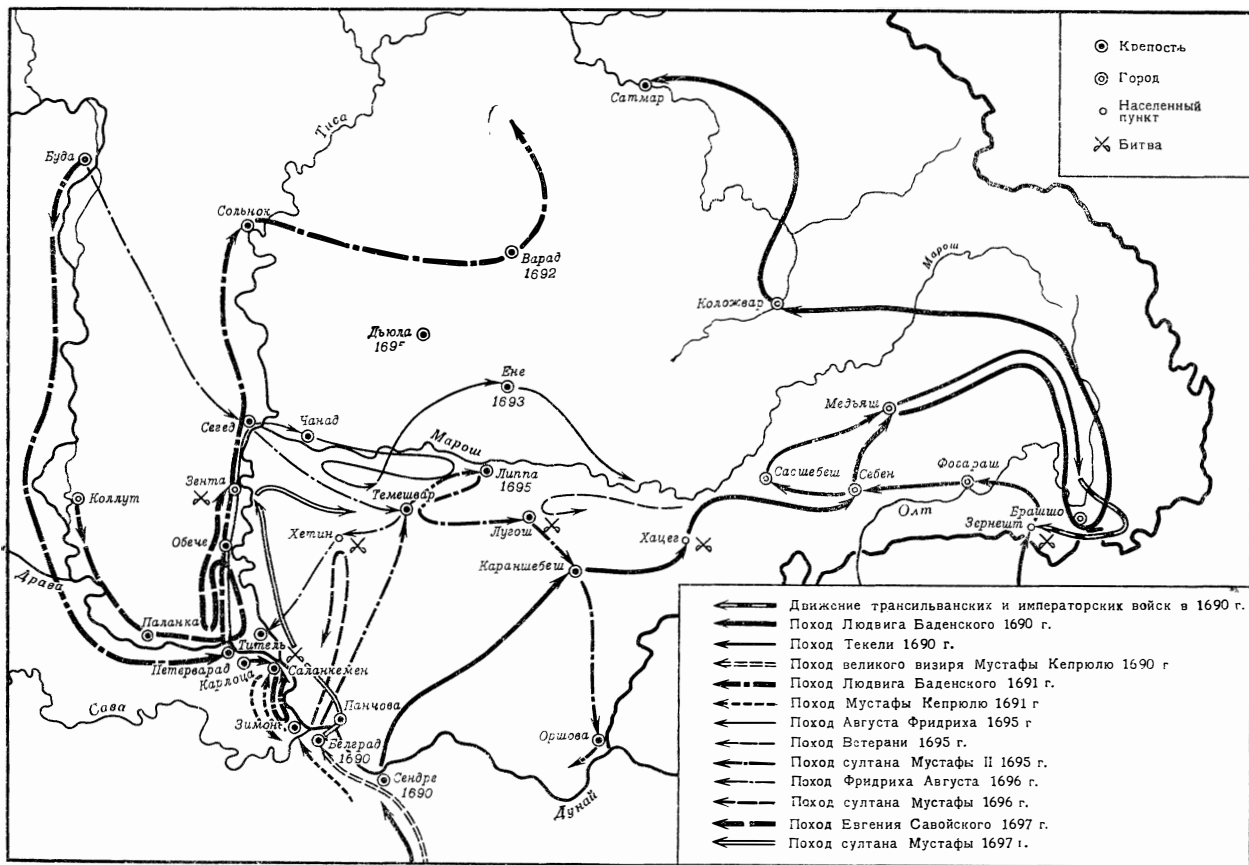 Крепость
Город
Населенный
пункт
Битва
Сатмар
Тиса
Буда
Сольнок
Варад
1692
Марош
Коложвар
Дьюла
Ене
1693
Медьяш
Сегед
Чанад
Марош
Липпа
1695
Сасшебеш
Себен
Фогараш
Зента
Коллут
Темешвар
Лугош
Олт
Брашшо
Зернешт
Хацег
Обече
Хетин
Караншебеш
Драва
Паланка
Титель
Петерварад
Карлоца
Саланкемен
Сава
Панчова
Зимонь
Белград
1690
Оршова
Сендре
1690
Дунай
Движение трансильванских и императорских войск в 1690 г.
Поход Людвига Баденского 1690 г.
Поход Текели 1690 г.
Поход великого визиря Мустафы Кепрюлю 1690 г
Поход Людвига Баденского 1691 г.
Поход Мустафы Кепрюлю 1691 г
Поход Августа Фридриха 1695 г
Поход Ветерани 1695 г.
Поход султана Мустафы II 1695 г.
Поход Фридриха Августа 1696 г.
Поход султана Мустафы 1696 г.
Поход Евгения Савойского 1697 г.
Поход султана Мустафы 1697 г.